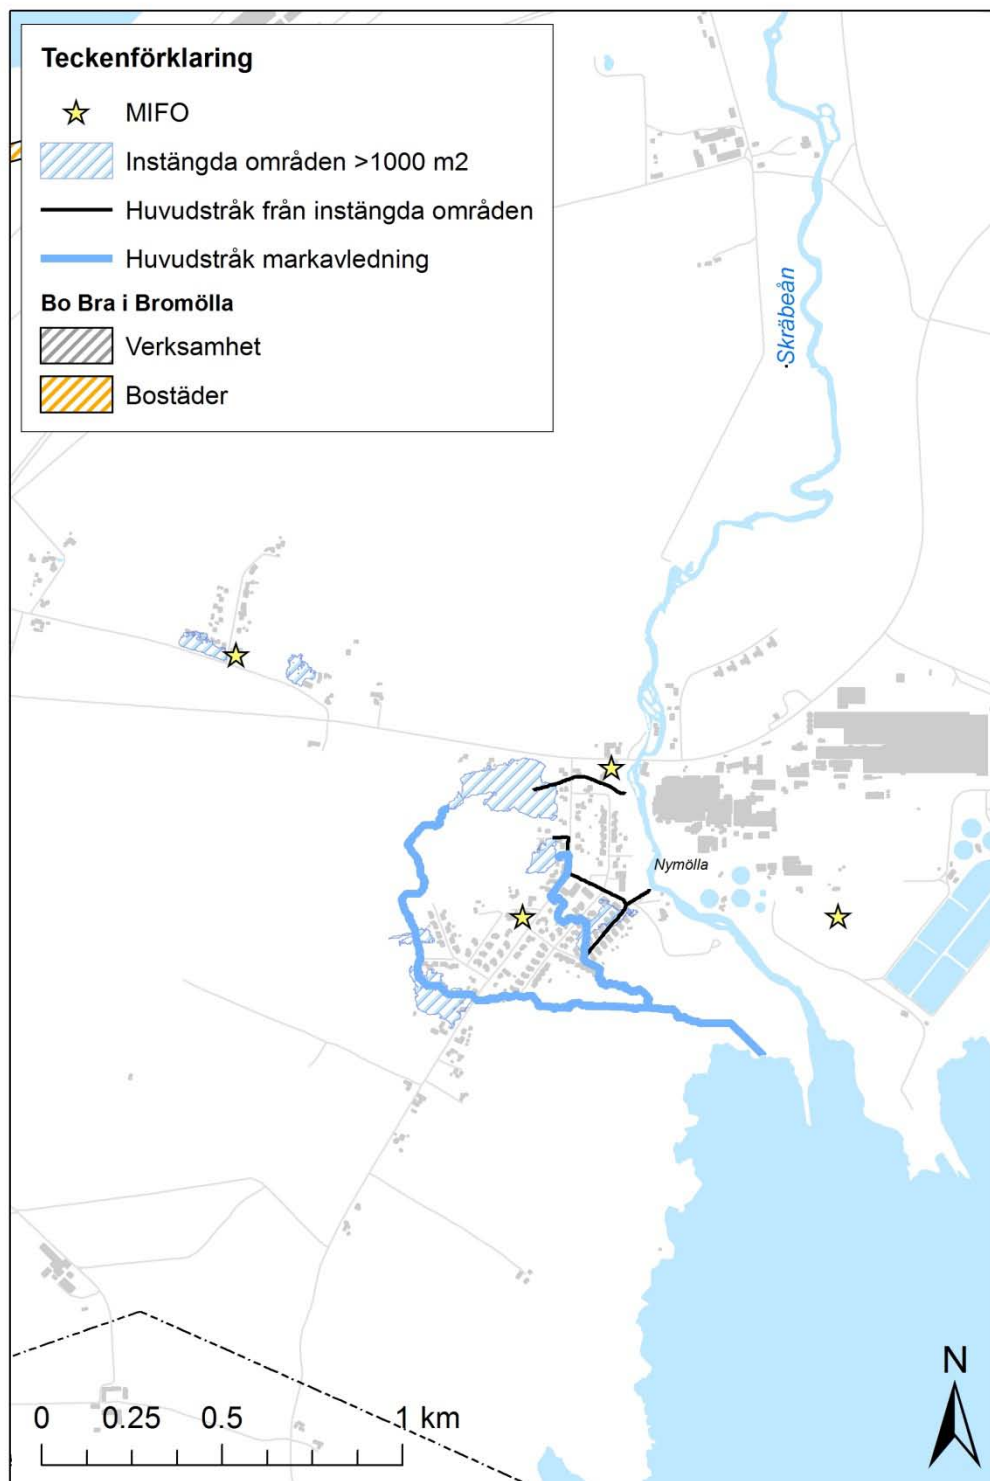 Teckenförklaring
MIFO
Instängda områden >1000 m2
Huvudstråk från instängda områden
Huvudstråk markavledning
Bo Bra i Bromölla
Verksamhet
Bostäder
Skräbeån
Nymölla
N
0 0.25 0.5 1 km